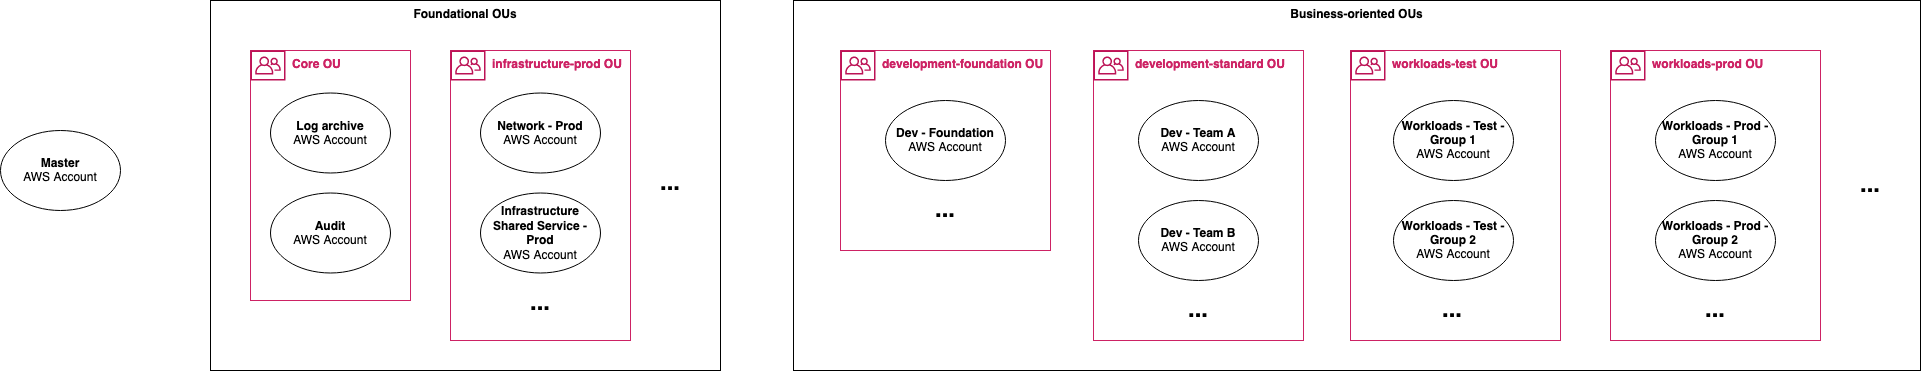 Master
AWS Account
Foundational OUs
Core OU
Log archive
AWS Account
Audit
AWS Account
infrastructure-prod OU
Network - Prod
AWS Account
Infrastructure
Shared Service -
Prod
AWS Account
...
...
Business-oriented OUs
development-foundation OU
Dev - Foundation
AWS Account
...
development-standard OU
Dev - Team A
AWS Account
Dev - Team B
AWS Account
...
workloads-test OU
Workloads - Test -
Group 1
AWS Account
Workloads - Test -
Group 2
AWS Account
...
workloads-prod OU
Workloads - Prod -
Group 1
AWS Account
Workloads - Prod -
Group 2
AWS Account
...
...